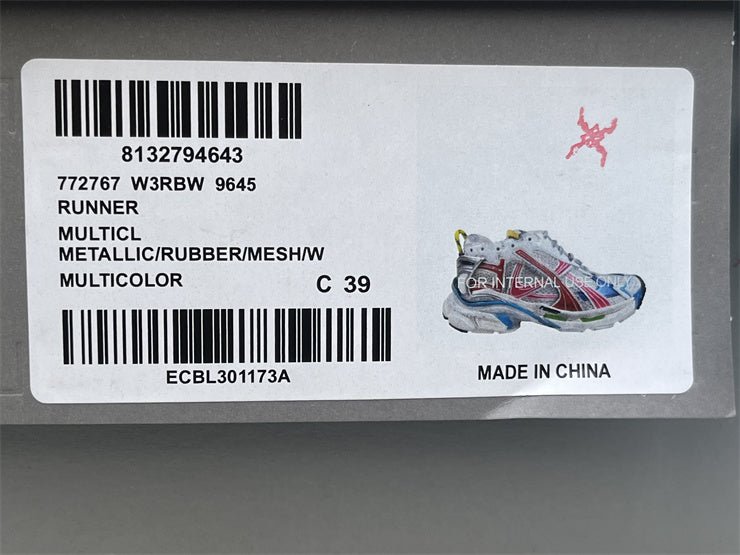 8132794643
772767 W3RBW 9645
RUNNER
MULTICL
METALLIC/RUBBER/MESH/W
MULTICOLOR
C 39
ECBL301173A
FOR INTERNAL USE ONLY
MADE IN CHINA